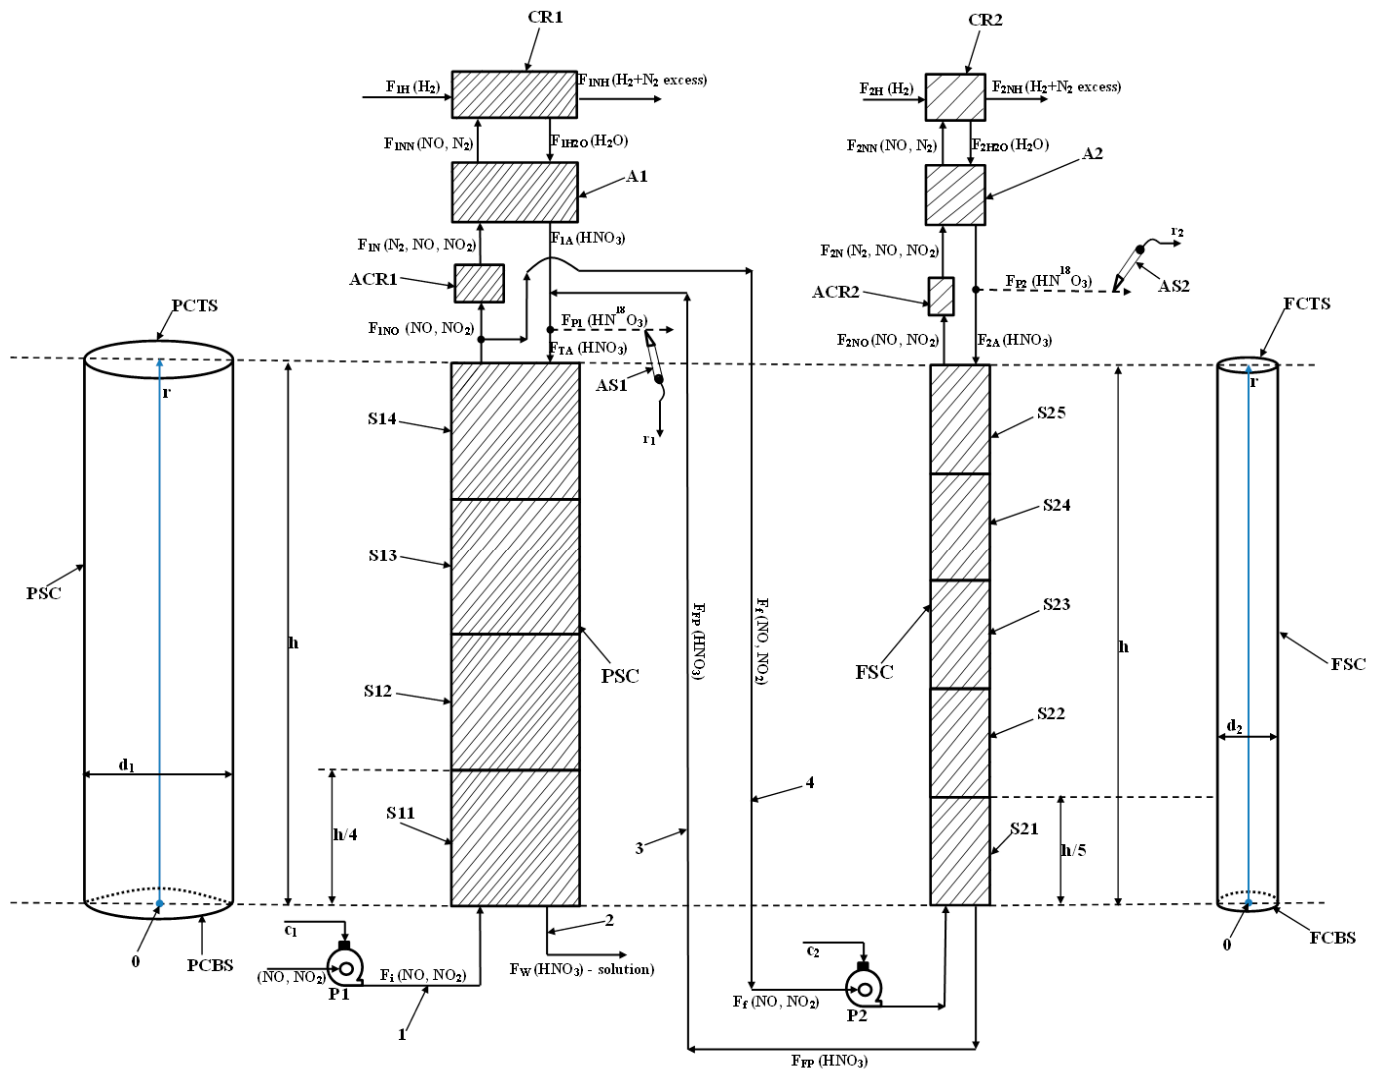 CR1
CR2
F1H (H2)
F1NH (H2+N2 excess)
F2H (H2)
F2NH (H2+N2 excess)
F1NN (NO, N2)
F1H2O (H2O)
F2NN (NO, N2)
F2H2O (H2O)
A1
A2
F1N (N2, NO, NO2)
F1A (HNO3)
F2N (N2, NO, NO2)
r2
ACR1
ACR2
FP2 (HN18O3)
AS2
PCTS
FCTS
F1NO (NO, NO2)
FP1 (HN18O3)
FTA (HNO3)
F2NO (NO, NO2)
F2A (HNO3)
r
AS1
r
r1
S14
S25
S13
S24
PSC
FFP (HNO3)
Ff (NO, NO2)
S23
h
PSC
FSC
h
FSC
S12
S22
d1
d2
4
S11
h/4
3
S21
h/5
0
PCBS
c1
2
c2
0
FCBS
(NO, NO2)
P1
Fi (NO, NO2)
FW (HNO3) - solution)
Ff (NO, NO2)
P2
1
FFP (HNO3)